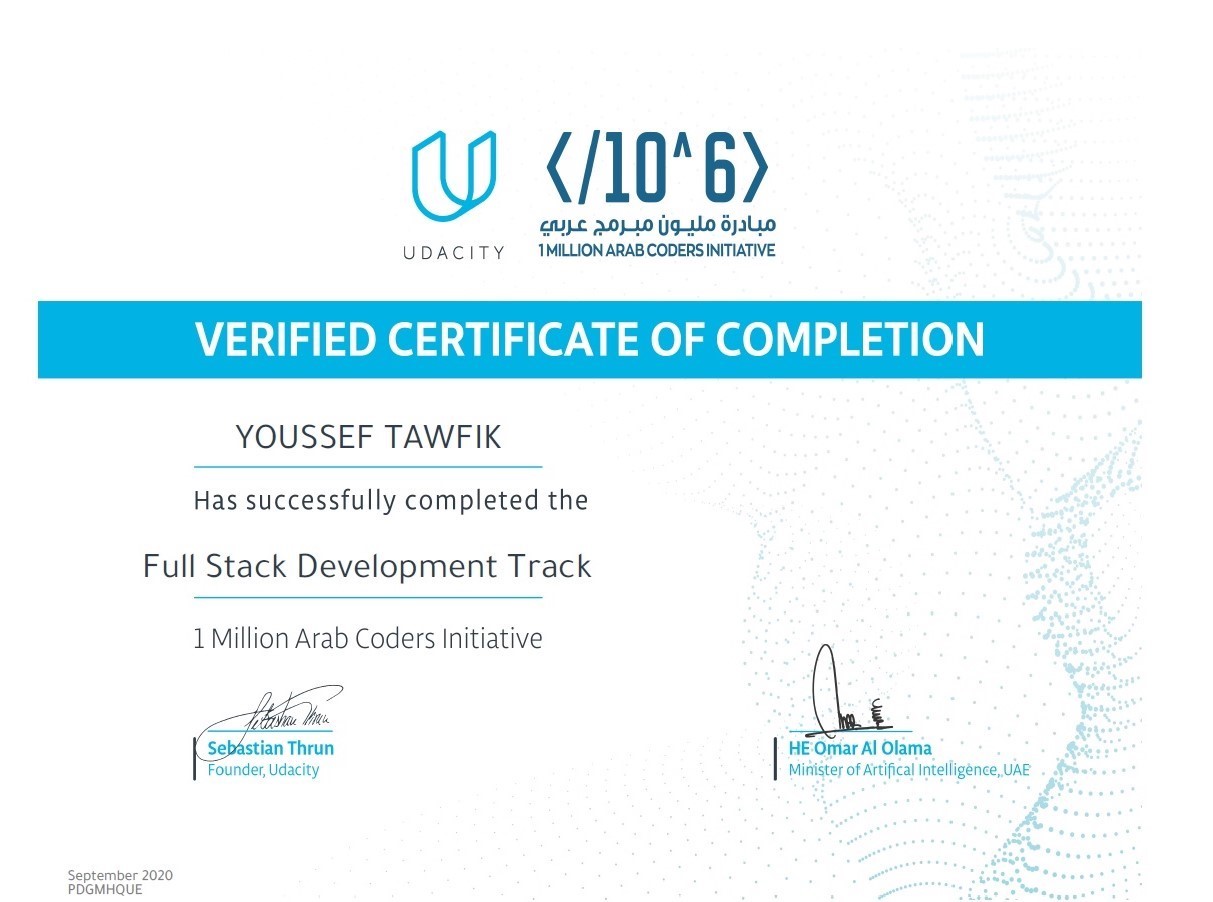 UDACITY
</10^6>
مبادرة مليون مبرمج عربي
1 MILLION ARAB CODERS INITIATIVE
VERIFIED CERTIFICATE OF COMPLETION
YOUSSEF TAWFIK
Has successfully completed the
Full Stack Development Track
1 Million Arab Coders Initiative
Sebastian Thrun
Sebastian Thrun
Founder, Udacity
HE Omar Al Olama
Minister of Artifical Intelligence, UAE
September 2020
PDGMHQUE